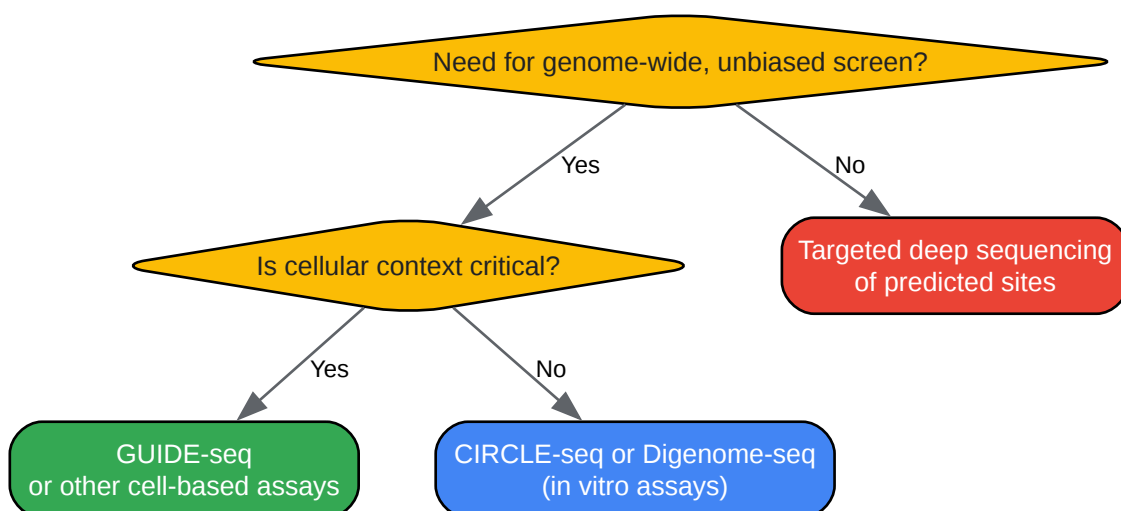 Need for genome-wide, unbiased screen?
Yes
No
Is cellular context critical?
Targeted deep sequencing
of predicted sites
Yes
No
GUIDE-seq
or other cell-based assays
CIRCLE-seq or Digenome-seq
(in vitro assays)